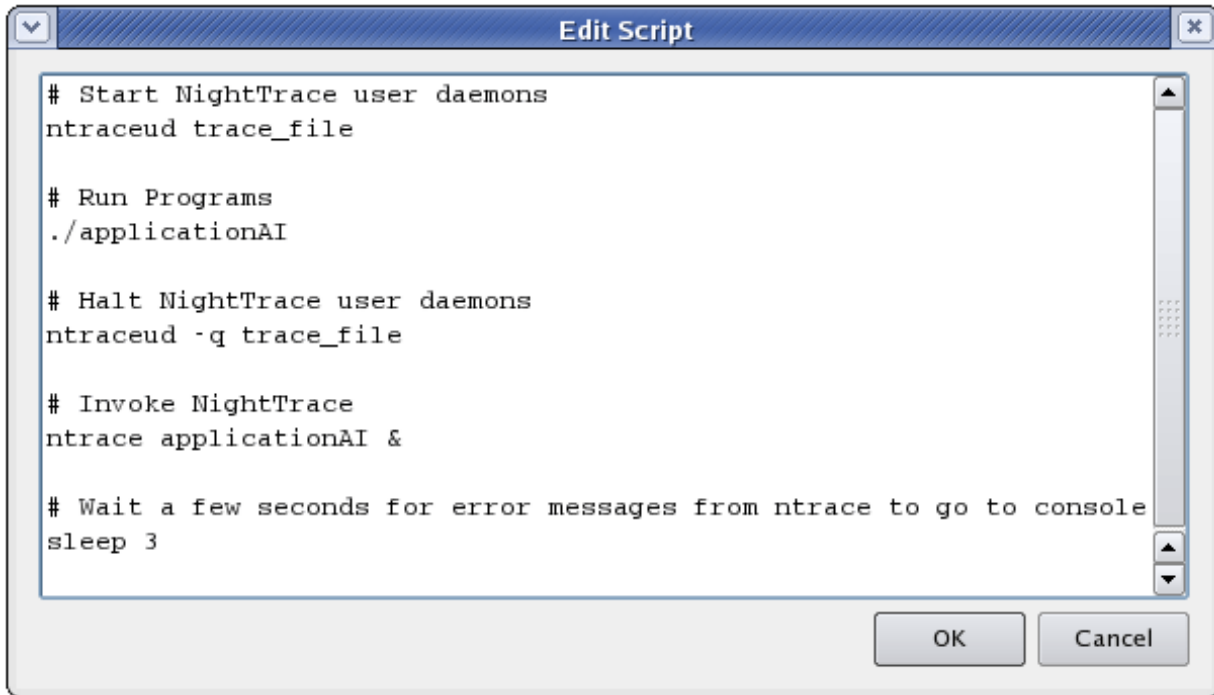 Edit Script
# Start NightTrace user daemons
ntraceud trace_file
# Run Programs
./applicationAI
# Halt NightTrace user daemons
ntraceud -q trace_file
# Invoke NightTrace
ntrace applicationAI &
# Wait a few seconds for error messages from ntrace to go to console
sleep 3
OK
Cancel